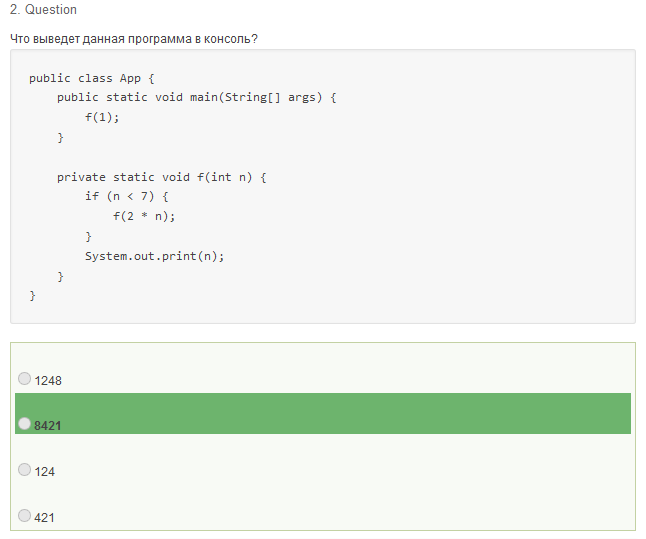 2. Question
Что выведет данная программа в консоль?
public class App {
    public static void main(String[] args) {
        f(1);
    }

    private static void f(int n) {
        if (n < 7) {
            f(2 * n);
        }
        System.out.print(n);
    }
}
1248
8421
124
421